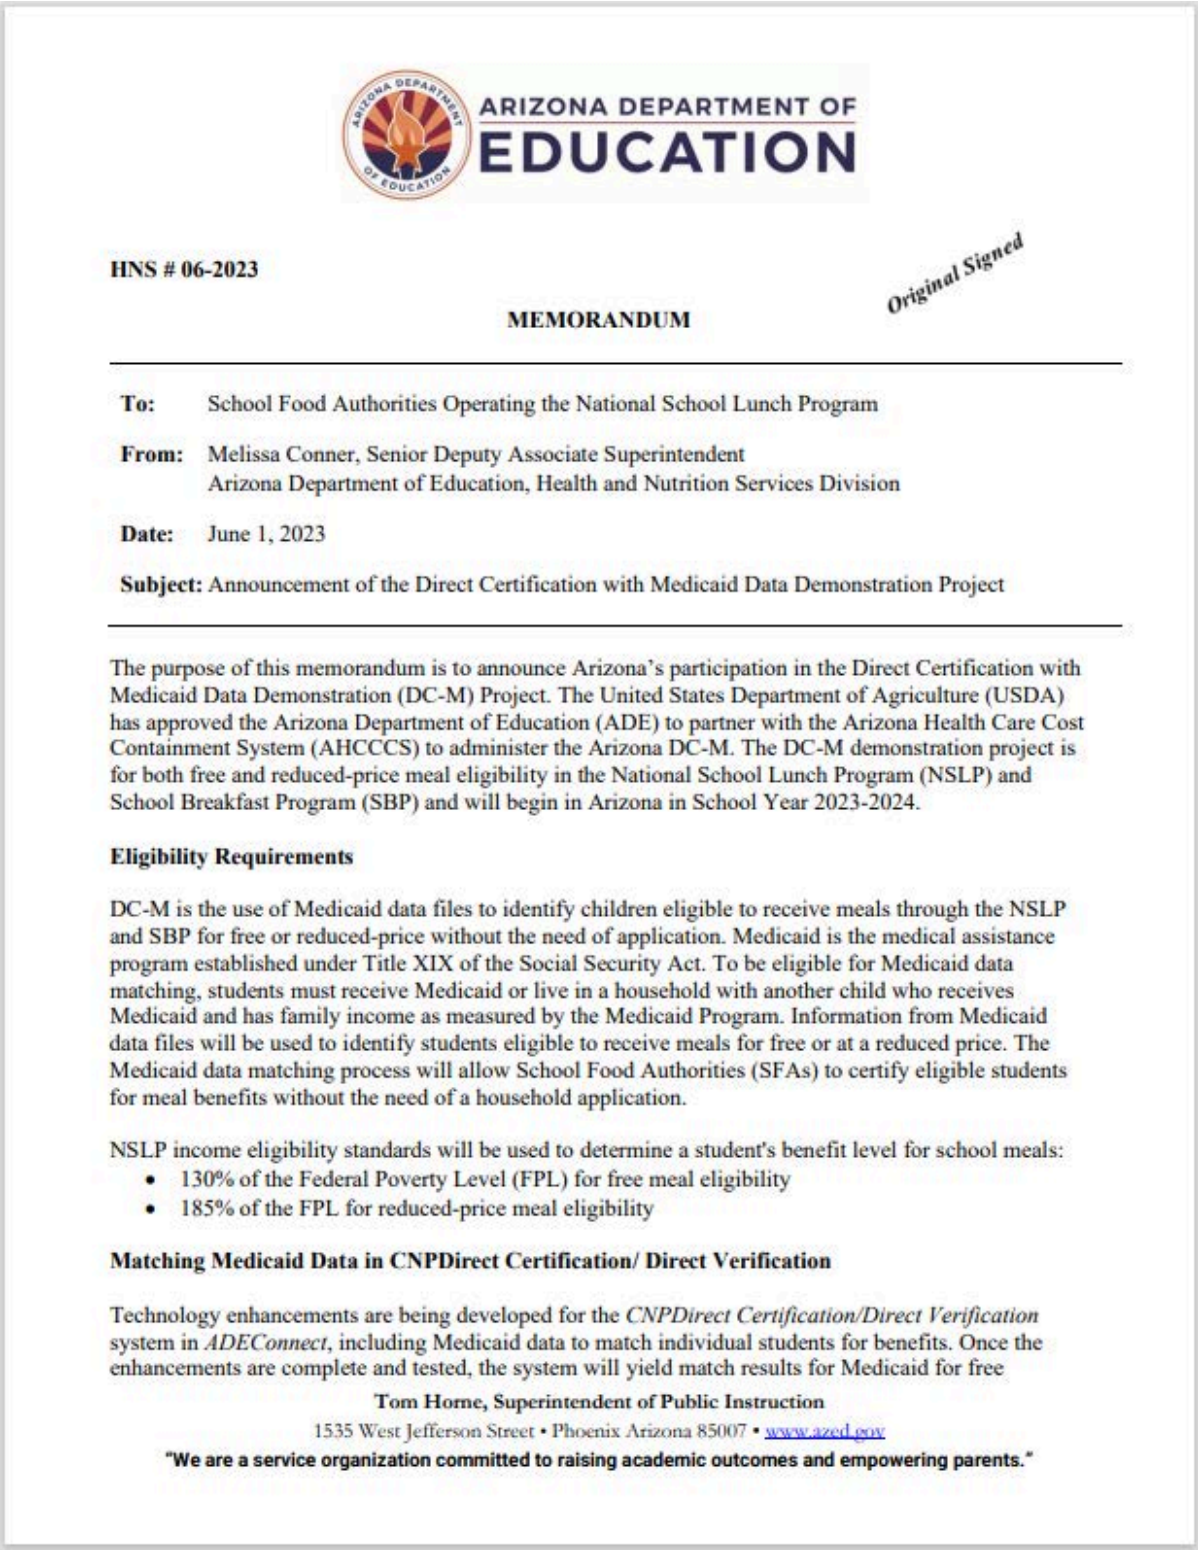 ARIZONA DEPARTMENT
OF EDUCATION
ARIZONA DEPARTMENT OF
EDUCATION
HNS # 06-2023
Original Signed
MEMORANDUM
To: School Food Authorities Operating the National School Lunch Program
From: Melissa Conner, Senior Deputy Associate Superintendent
Arizona Department of Education, Health and Nutrition Services Division
Date: June 1, 2023
Subject: Announcement of the Direct Certification with Medicaid Data Demonstration Project
The purpose of this memorandum is to announce Arizona's participation in the Direct Certification with
Medicaid Data Demonstration (DC-M) Project. The United States Department of Agriculture (USDA)
has approved the Arizona Department of Education (ADE) to partner with the Arizona Health Care Cost
Containment System (AHCCCS) to administer the Arizona DC-M. The DC-M demonstration project is
for both free and reduced-price meal eligibility in the National School Lunch Program (NSLP) and
School Breakfast Program (SBP) and will begin in Arizona in School Year 2023-2024.
Eligibility Requirements
DC-M is the use of Medicaid data files to identify children eligible to receive meals through the NSLP
and SBP for free or reduced-price without the need of application. Medicaid is the medical assistance
program established under Title XIX of the Social Security Act. To be eligible for Medicaid data
matching, students must receive Medicaid or live in a household with another child who receives
Medicaid and has family income as measured by the Medicaid Program. Information from Medicaid
data files will be used to identify students eligible to receive meals for free or at a reduced price. The
Medicaid data matching process will allow School Food Authorities (SFAs) to certify eligible students
for meal benefits without the need of a household application.
NSLP income eligibility standards will be used to determine a student's benefit level for school meals:
• 130% of the Federal Poverty Level (FPL) for free meal eligibility
• 185% of the FPL for reduced-price meal eligibility
Matching Medicaid Data in CNPDirect Certification/ Direct Verification
Technology enhancements are being developed for the CNPDirect Certification/Direct Verification
system in ADEConnect, including Medicaid data to match individual students for benefits. Once the
enhancements are complete and tested, the system will yield match results for Medicaid for free
Tom Horne, Superintendent of Public Instruction
1535 West Jefferson Street • Phoenix Arizona 85007 • www.azed.gov
"We are a service organization committed to raising academic outcomes and empowering parents."